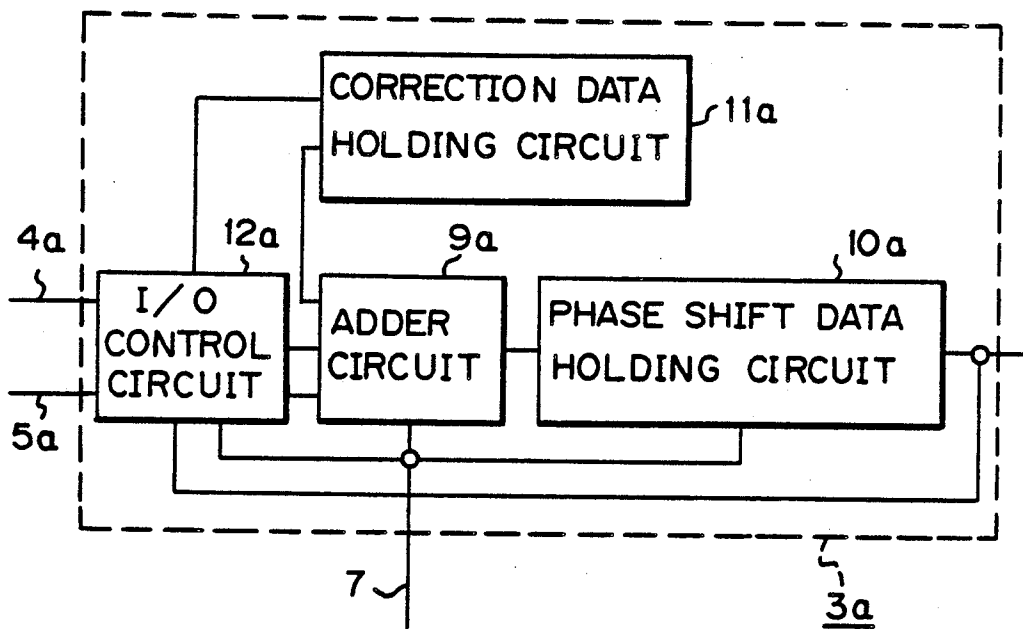 CORRECTION DATA
HOLDING CIRCUIT
11a
4a
12a
9a
10a
I/O
CONTROL
CIRCUIT
ADDER
CIRCUIT
PHASE SHIFT DATA
HOLDING CIRCUIT
5a
7
3a